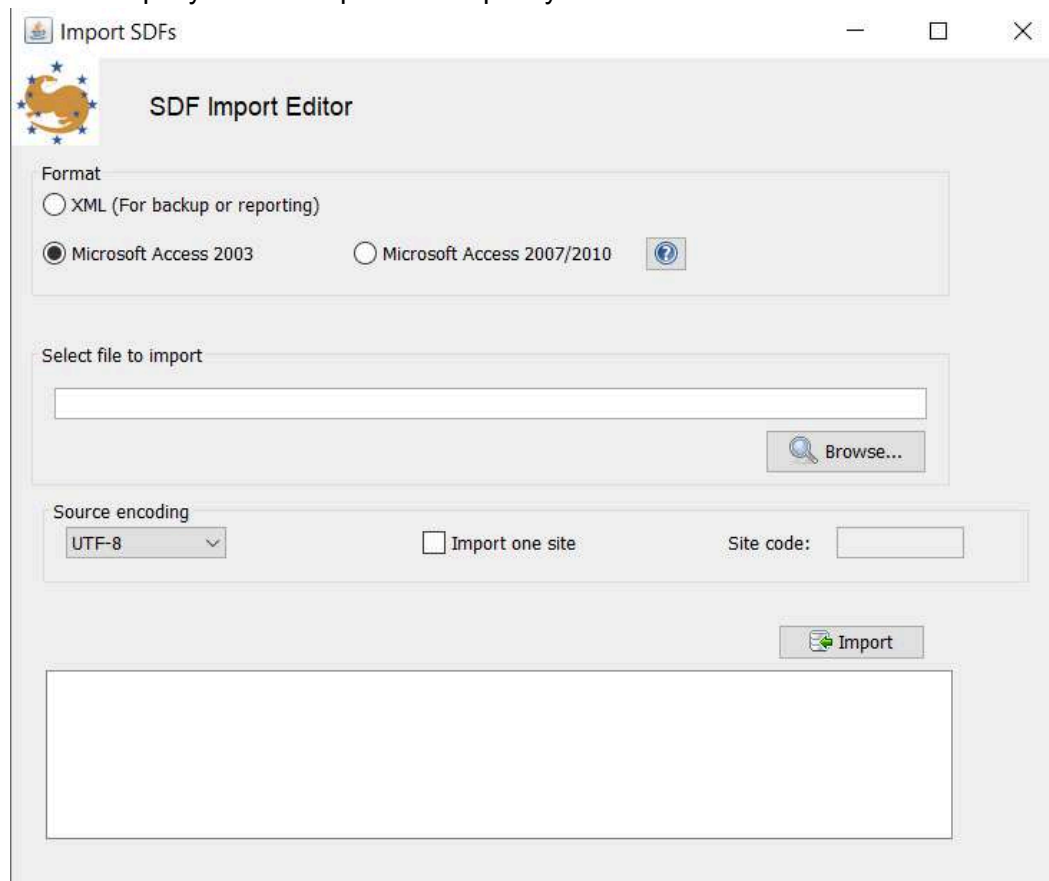 Import SDFs
SDF Import Editor
Format
XML (For backup or reporting)
Microsoft Access 2003 Microsoft Access 2007/2010
Select file to import
Browse...
Source encoding
UTF-8 Import one site Site code:
Import